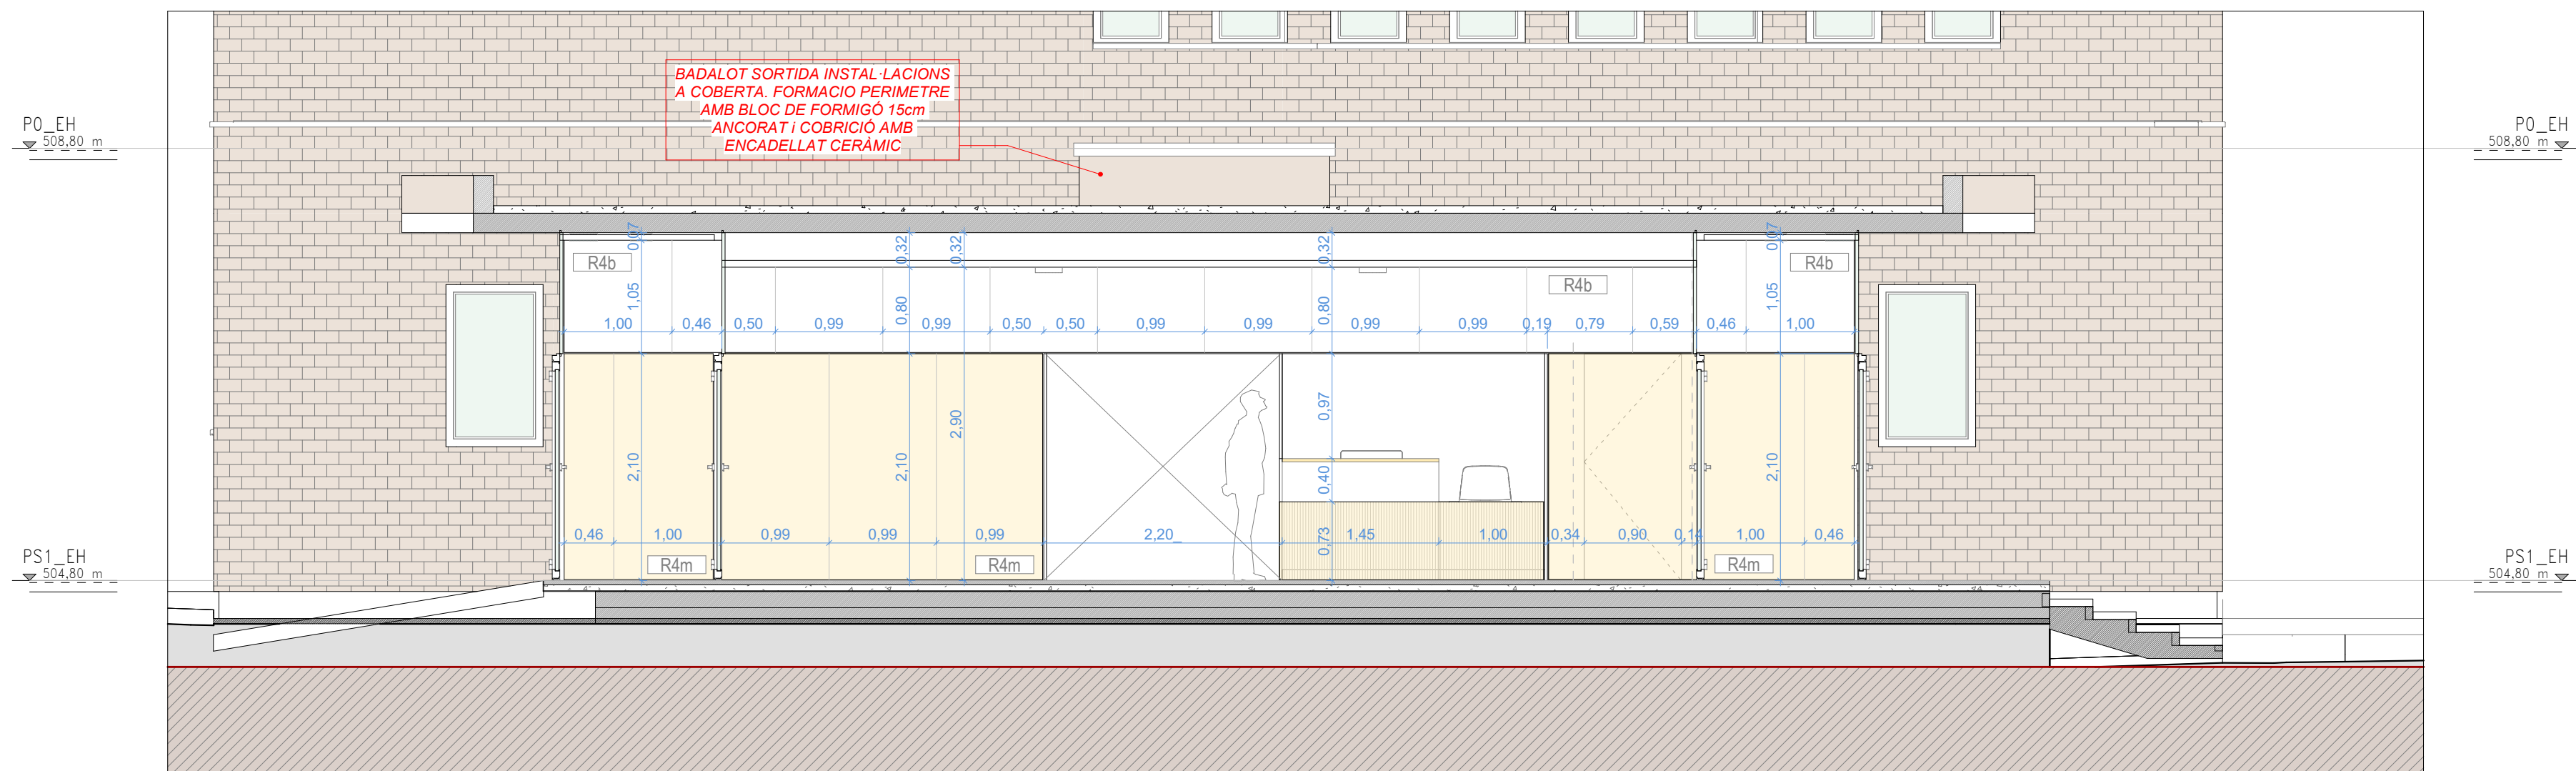 BADALOT SORTIDA INSTAL·LACIONS
A COBERTA. FORMACIO PERIMETRE
AMB BLOC DE FORMIGÓ 15cm
ANCORAT i COBRICIÓ AMB
ENCADELLAT CERÀMIC
P0_EH
508,80 m
P0_EH
508,80 m
0,07
0,32
0,32
0,32
0,07
R4b
R4b
R4b
1,05
0,80
0,80
1,05
1,00
0,46
0,50
0,99
0,99
0,50
0,50
0,99
0,99
0,99
0,99
0,19
0,79
0,59
0,46
1,00
2,10
2,10
2,90
0,97
0,40
0,73
2,10
0,46
1,00
0,99
0,99
0,99
2,20_
1,45
1,00
0,34
0,90
0,14
1,00
0,46
R4m
R4m
R4m
PS1_EH
504,80 m
PS1_EH
504,80 m